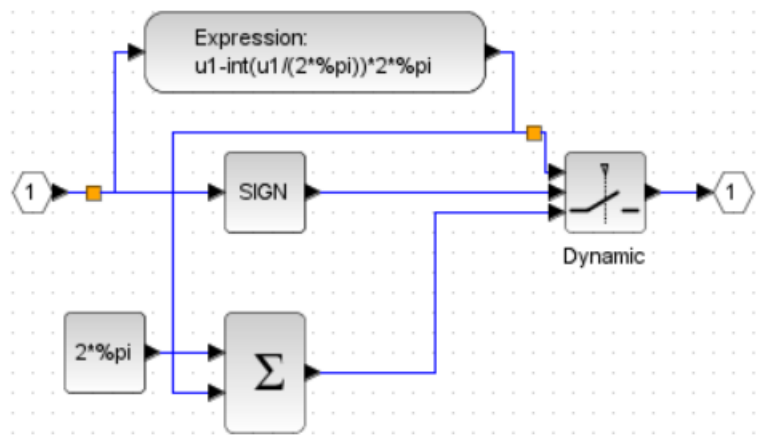 Expression:
u1-int(u1/(2*%pi))*2*%pi
1
SIGN
1
Dynamic
2*%pi
Σ